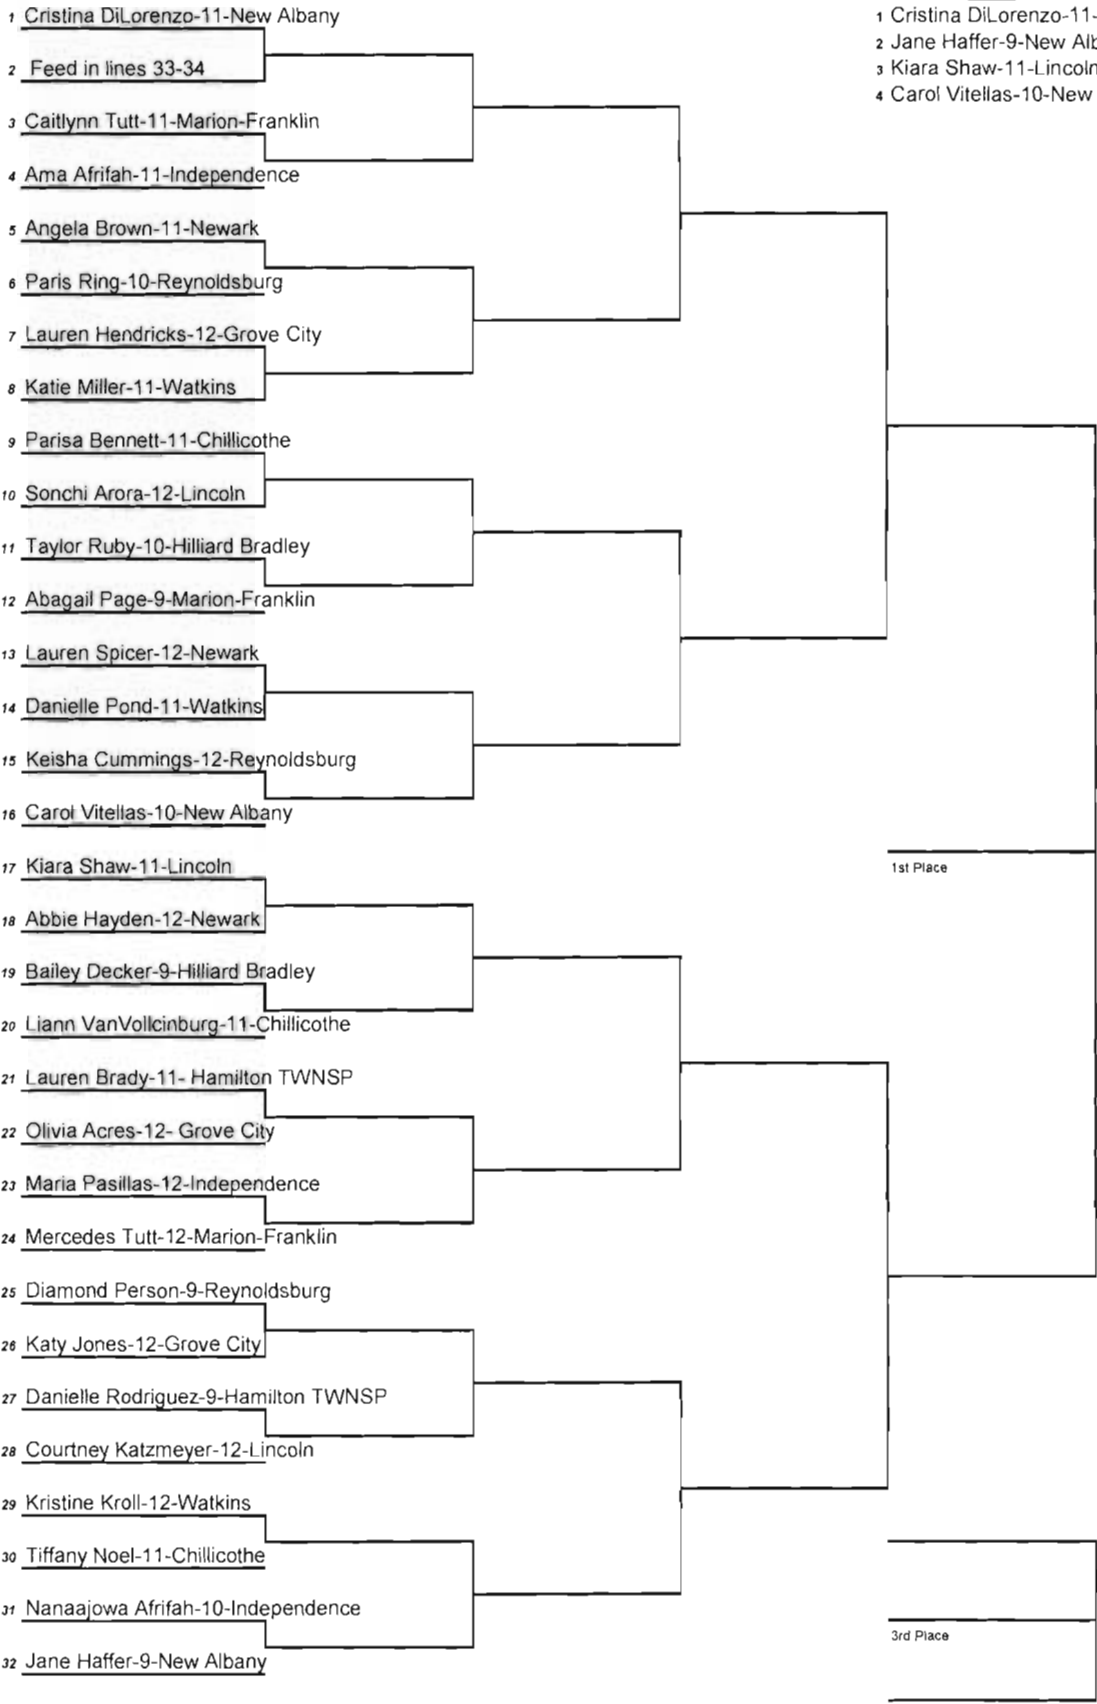 1 Cristina DiLorenzo-11-New Albany
2 Feed in lines 33-34
3 Caitlynn Tutt-11-Marion-Franklin
4 Ama Afrifah-11-Independence
5 Angela Brown-11-Newark
6 Paris Ring-10-Reynoldsburg
7 Lauren Hendricks-12-Grove City
8 Katie Miller-11-Watkins
9 Parisa Bennett-11-Chillicothe
10 Sonchi Arora-12-Lincoln
11 Taylor Ruby-10-Hilliard Bradley
12 Abagail Page-9-Marion-Franklin
13 Lauren Spicer-12-Newark
14 Danielle Pond-11-Watkins
15 Keisha Cummings-12-Reynoldsburg
16 Carol Vitellas-10-New Albany
17 Kiara Shaw-11-Lincoln
18 Abbie Hayden-12-Newark
19 Bailey Decker-9-Hilliard Bradley
20 Liann VanVollcinburg-11-Chillicothe
21 Lauren Brady-11- Hamilton TWNSP
22 Olivia Acres-12- Grove City
23 Maria Pasillas-12-Independence
24 Mercedes Tutt-12-Marion-Franklin
25 Diamond Person-9-Reynoldsburg
26 Katy Jones-12-Grove City
27 Danielle Rodriguez-9-Hamilton TWNSP
28 Courtney Katzmeyer-12-Lincoln
29 Kristine Kroll-12-Watkins
30 Tiffany Noel-11-Chillicothe
31 Nanaajowa Afrifah-10-Independence
32 Jane Haffer-9-New Albany
1 Cristina DiLorenzo-11-
2 Jane Haffer-9-New Alb
3 Kiara Shaw-11-Lincoln
4 Carol Vitellas-10-New
1st Place
3rd Place